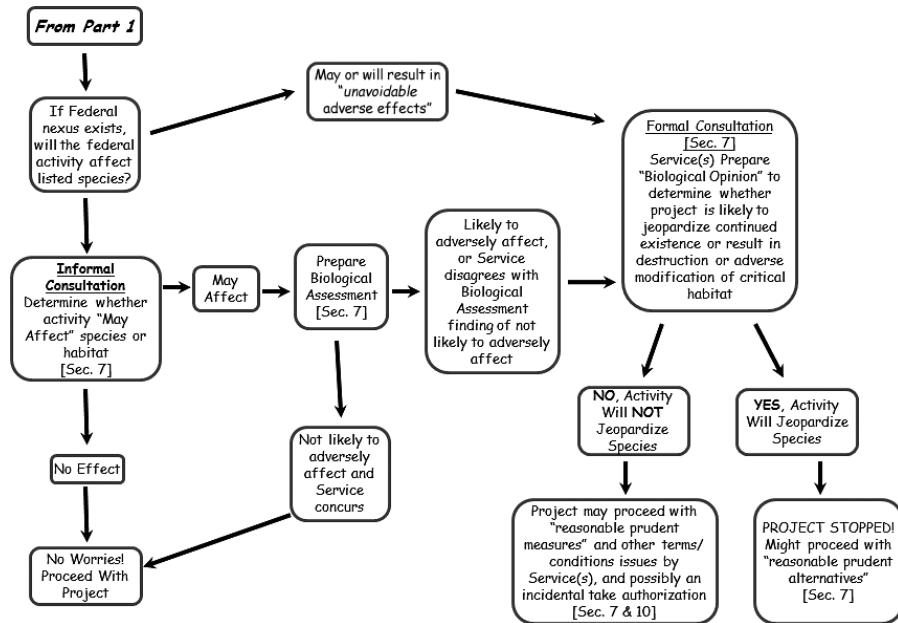 From Part 1
If Federal
nexus exists,
will the federal
activity affect
listed species?
May or will result in
“unavoidable
adverse effects”
Formal Consultation
[Sec. 7]
Service(s) Prepare
“Biological Opinion” to
determine whether
project is likely to
jeopardize continued
existence or result in
destruction or adverse
modification of critical
habitat
Informal
Consultation
Determine whether
activity “May
Affect” species or
habitat
[Sec. 7]
May
Affect
Prepare
Biological
Assessment
[Sec. 7]
Likely to
adversely affect,
or Service
disagrees with
Biological
Assessment
finding of not
likely to adversely
affect
No Effect
Not likely to
adversely
affect and
Service
concurs
NO, Activity
Will NOT
Jeopardize
Species
YES, Activity
Will Jeopardize
Species
No Worries!
Proceed With
Project
Project may proceed with
“reasonable prudent
measures” and other terms/
conditions issues by
Service(s), and possibly an
incidental take authorization
[Sec. 7 & 10]
PROJECT STOPPED!
Might proceed with
“reasonable prudent
alternatives”
[Sec. 7]